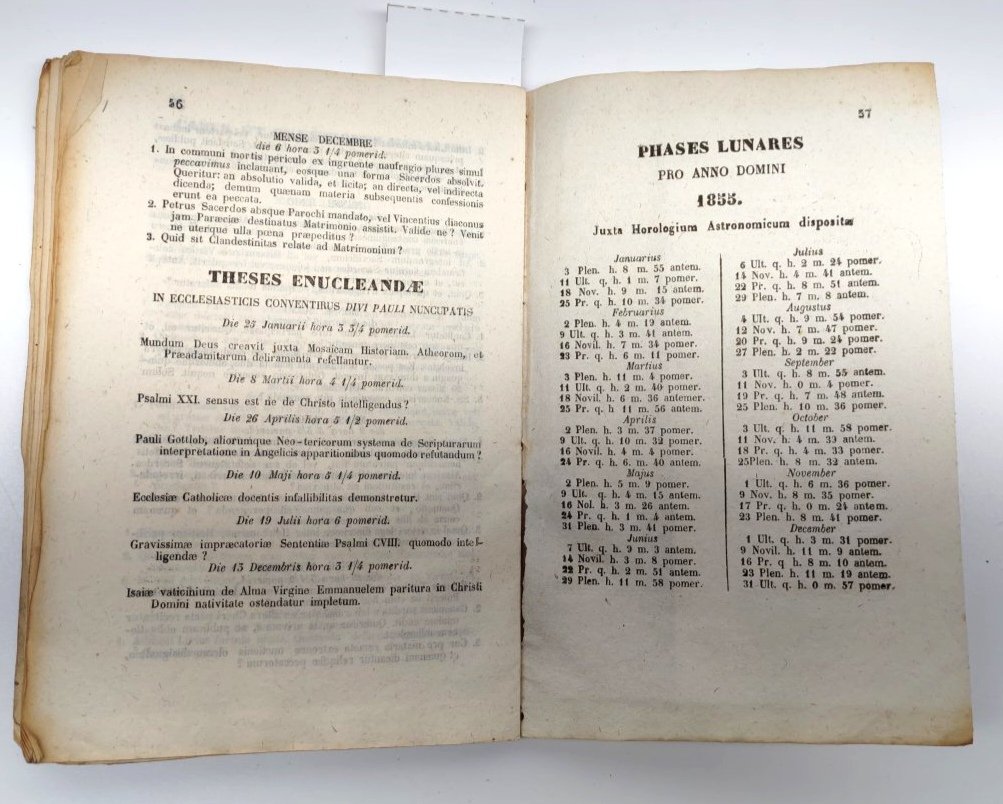 56
MENSE DECEMBRE
die 6 hora 3 1/4 pomerid.
1. In communi mortis periculo ex ingruente naufragio plures simul
peccavimus inclamant, eosque una forma Sacerdos absolvit.
Queritur: an absolutio valida, et licita; an directa, vel indirecta
dicenda; demum quænam materia subsequentis confessionis
erunt ea peccata.
2. Petrus Sacerdos absque Parochi mandato, vel Vincentius diaconus
jam Parœciæ destinatus Matrimonio assistit. Valide ne? Venit
ne uterque ulla pœna præpeditus?
3. Quid sit Clandestinitas relate ad Matrimonium?
THESES ENUCLEANDÆ
IN ECCLESIASTICIS CONVENTIBUS DIVI PAULI NUNCUPATIS
Die 25 Januarii hora 3 3/4 pomerid.
Mundum Deus creavit juxta Mosaicam Historiam. Atheorom, et
Præadamitarum deliramenta refellantur.
Die 8 Martii hora 4 1/4 pomerid.
Psalmi XXI. sensus est ne de Christo intelligendus?
Die 26 Aprilis hora 5 1/2 pomerid.
Pauli Gottlob, aliorumque Neo-tericorum systema de Scripturarum
interpretatione in Angelicis apparitionibus quomodo refutandum?
Die 10 Maji hora 5 1/4 pomerid.
Ecclesiæ Catholicæ docentis infallibilitas demonstretur.
Die 19 Julii hora 6 pomerid.
Gravissimæ impræcatoriæ Sententiæ Psalmi CVIII. quomodo intel-
ligendæ?
Die 13 Decembris hora 3 1/4 pomerid.
Isaiæ vaticinium de Alma Virgine Emmanuelem paritura in Christi
Domini nativitate ostendatur impletum.
57
PHASES LUNARES
PRO ANNO DOMINI
1855.
Juxta Horologium Astronomicum dispositæ
Januarius
3 Plen. h. 8 m. 55 antem.
11 Ult. q. h. 1 m. 7 pomer.
18 Nov. h. 9 m. 15 antem.
25 Pr. q. h. 10 m. 34 pomer.
Februarius
2 Plen. h. 4 m. 19 antem.
9 Ult. q. h. 3 m. 41 antem.
16 Novil. h. 7 m. 34 pomer.
23 Pr. q. h. 6 m. 11 pomer.
Martius
3 Plen. h. 11 m. 4 pomer.
11 Ult. q. h. 2 m. 40 pomer.
18 Novil. h. 6 m. 36 antemer.
25 Pr. q. h 11 m. 56 antem.
Aprilis
2 Plen. h. 3 m. 37 pomer.
9 Ult. q. h. 10 m. 32 pomer.
16 Novil. h. 4 m. 4 pomer.
24 Pr. q. h. 6. m. 40 antem.
Majus
2 Plen. h. 5 m. 9 pomer.
9 Ult. q. h. 4 m. 15 antem.
16 Nol. h. 3 m. 26 antem.
24 Pr. q. h. 1 m. 4 antem.
31 Plen. h. 3 m. 41 pomer.
Junius
7 Ult. q. h. 9 m. 3 antem.
14 Novil. h. 3 m. 8 pomer.
22 Pr. q. h. 2 m. 51 antem.
29 Plen. h. 11 m. 58 pomer.
Julius
6 Ult. q. h. 2 m. 24 pomer.
14 Nov. h. 4 m. 41 antem.
22 Pr. q. h. 8 m. 51 antem.
29 Plen. h. 7 m. 8 antem.
Augustus
4 Ult. q. h. 9 m. 54 pomer.
12 Nov. h. 7 m. 47 pomer.
20 Pr. q. h. 9 m. 24 pomer.
27 Plen. h. 2 m. 22 pomer.
September
3 Ult. q. h. 8 m. 55 antem.
11 Nov. h. 0 m. 4 pomer.
19 Pr. q. h. 7 m. 48 antem.
25 Plen. h. 10 m. 36 pomer.
October
3 Ult. q. h. 11 m. 58 pomer.
11 Nov. h. 4 m. 39 antem.
18 Pr q. h. 4 m. 33 pomer.
25Plen. h. 8 m. 32 antem.
November
1 Ult. q. h. 6 m. 36 pomer.
9 Nov. h. 8 m. 35 pomer.
17 Pr. q. h. 0 m. 24 antem.
23 Plen. h. 8 m. 41 pomer.
December
1 Ult. q. h. 3 m. 31 pomer.
9 Novil. h. 11 m. 9 antem.
16 Pr q. h. 8 m. 10 antem.
23 Plen. h. 11 m. 19 antem.
31 Ult. q. h. 0 m. 57 pomer.